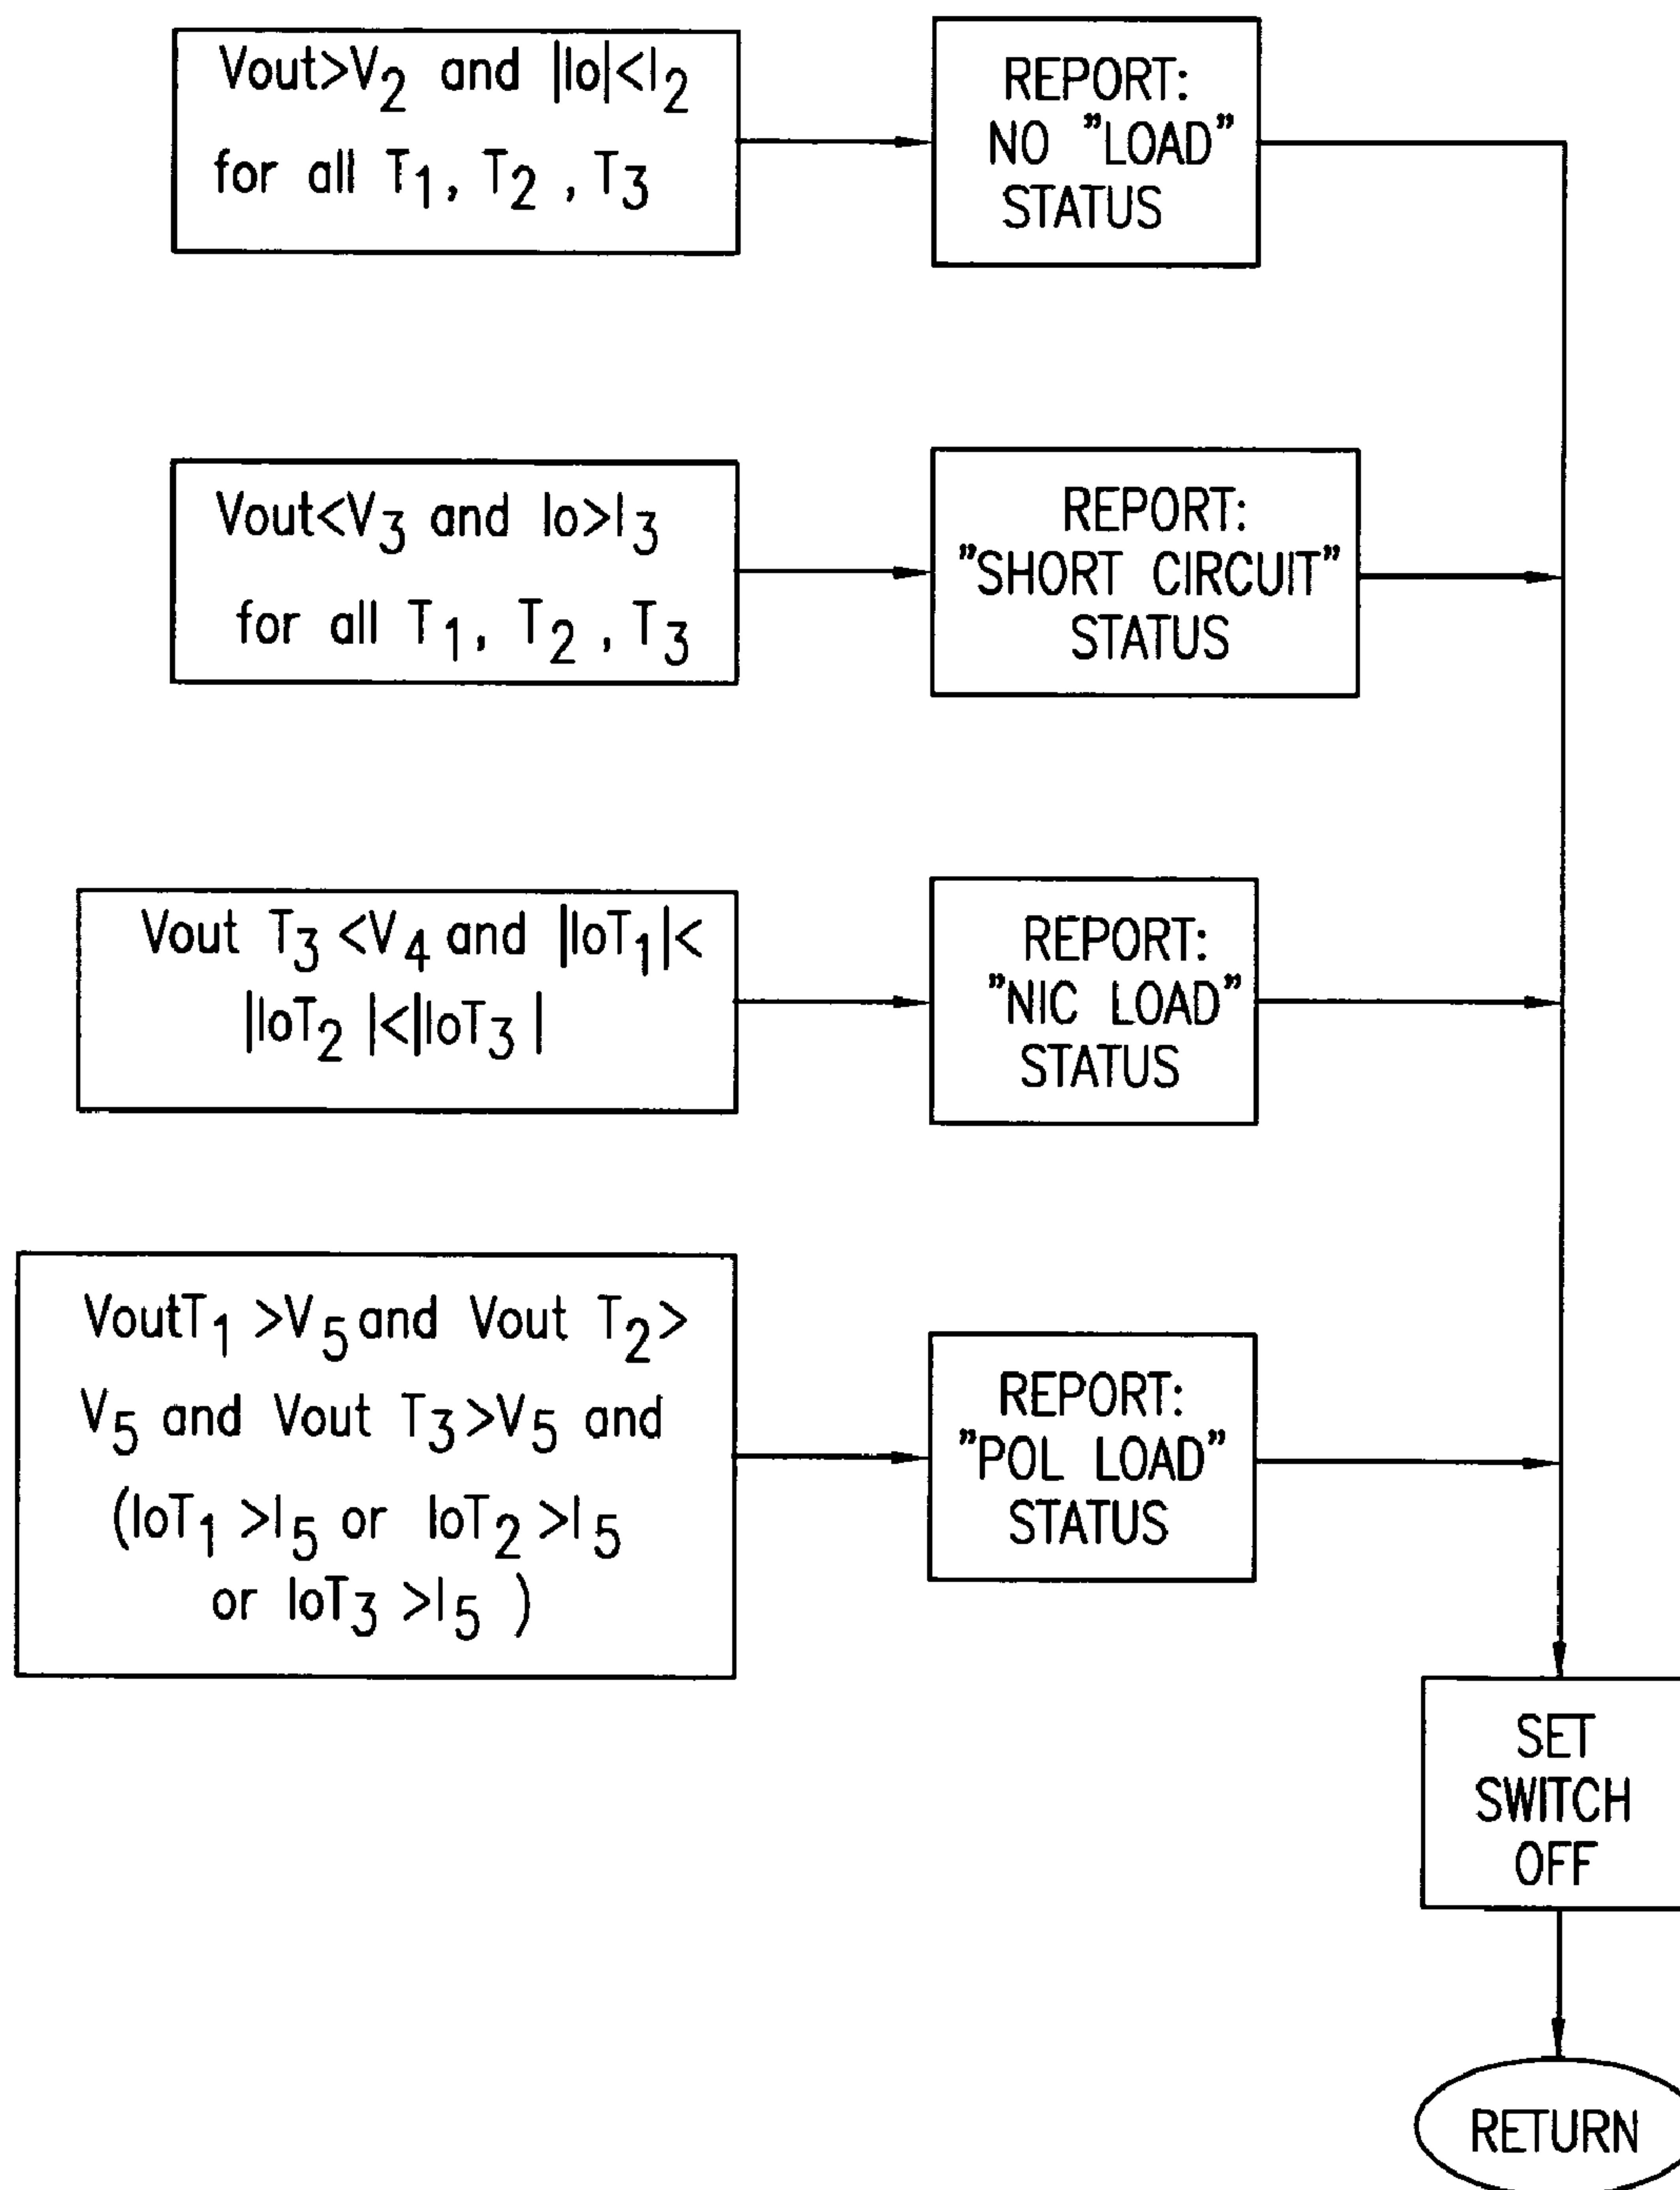 Vout>V₂ and |Io|<I₂
for all T₁, T₂ , T₃
REPORT:
NO "LOAD"
STATUS
Vout<V₃ and Io>I₃
for all T₁, T₂ , T₃
REPORT:
"SHORT CIRCUIT"
STATUS
Vout T₃ <V₄ and |IoT₁|<
|IoT₂ |<|IoT₃ |
REPORT:
"NIC LOAD"
STATUS
VoutT₁ >V₅ and Vout T₂>
V₅ and Vout T₃>V₅ and
(IoT₁ >I₅ or IoT₂ >I₅
or IoT₃ >I₅ )
REPORT:
"POL LOAD"
STATUS
SET
SWITCH
OFF
RETURN